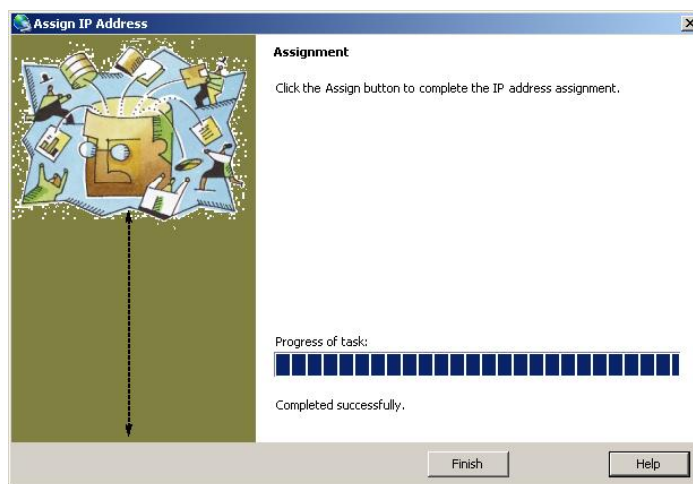 Assign IP Address
Assignment
Click the Assign button to complete the IP address assignment.
Progress of task:
Completed successfully.
Finish
Help